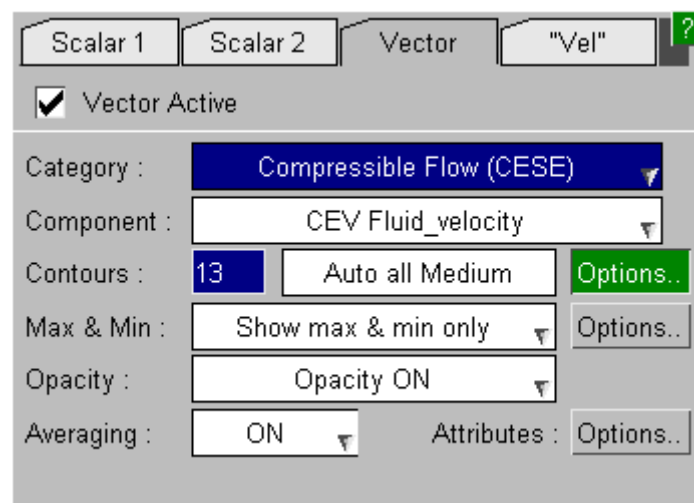 Scalar 1 Scalar 2 Vector "Vel" ?
Vector Active
Category : Compressible Flow (CESE)
Component : CEV Fluid_velocity
Contours : 13 Auto all Medium Options..
Max & Min : Show max & min only Options..
Opacity : Opacity ON
Averaging : ON Attributes : Options..